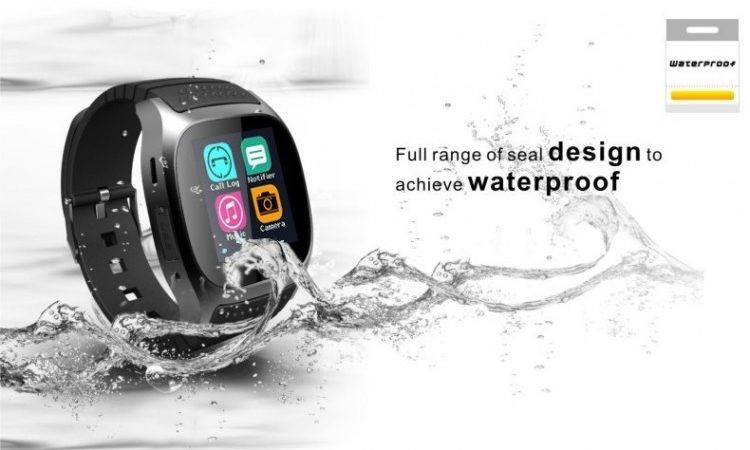 Waterproof
Full range of seal design to
achieve waterproof
Call Log
Notifier
Music
Camera